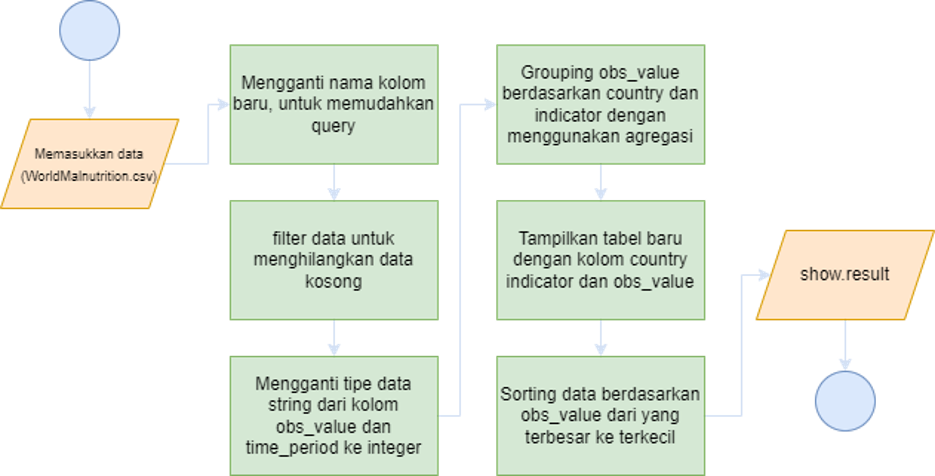 Memasukkan data
(WorldMalnutrition.csv)
Mengganti nama kolom
baru, untuk memudahkan
query
filter data untuk
menghilangkan data
kosong
Mengganti tipe data
string dari kolom
obs_value dan
time_period ke integer
Grouping obs_value
berdasarkan country dan
indicator dengan
menggunakan agregasi
Tampilkan tabel baru
dengan kolom country
indicator dan obs_value
Sorting data berdasarkan
obs_value dari yang
terbesar ke terkecil
show.result